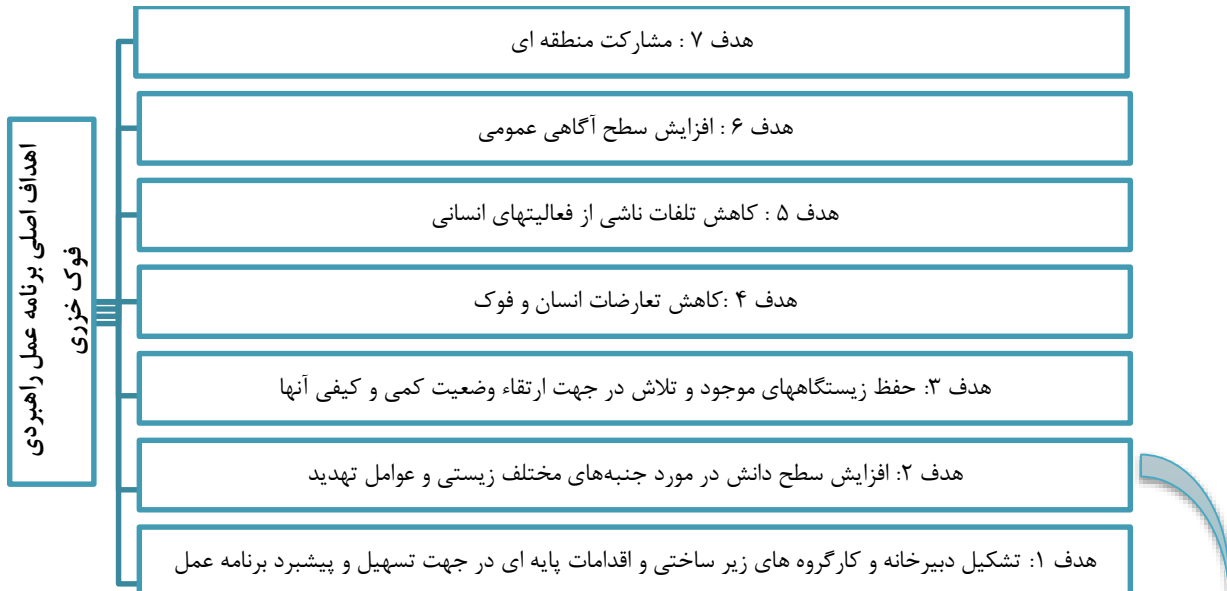 هدف ۷ : مشارکت منطقه ای
هدف ۶ : افزایش سطح آگاهی عمومی
هدف ۵ : کاهش تلفات ناشی از فعالیتهای انسانی
هدف ۴ :کاهش تعارضات انسان و فوک
هدف ۳: حفظ زیستگاههای موجود و تلاش در جهت ارتقاء وضعیت کمی و کیفی آنها
هدف ۲: افزایش سطح دانش در مورد جنبه‌های مختلف زیستی و عوامل تهدید
هدف ۱: تشکیل دبیرخانه و کارگروه های زیر ساختی و اقدامات پایه ای در جهت تسهیل و پیشبرد برنامه عمل
اهداف اصلی برنامه عمل راهبردی
فوک خزری